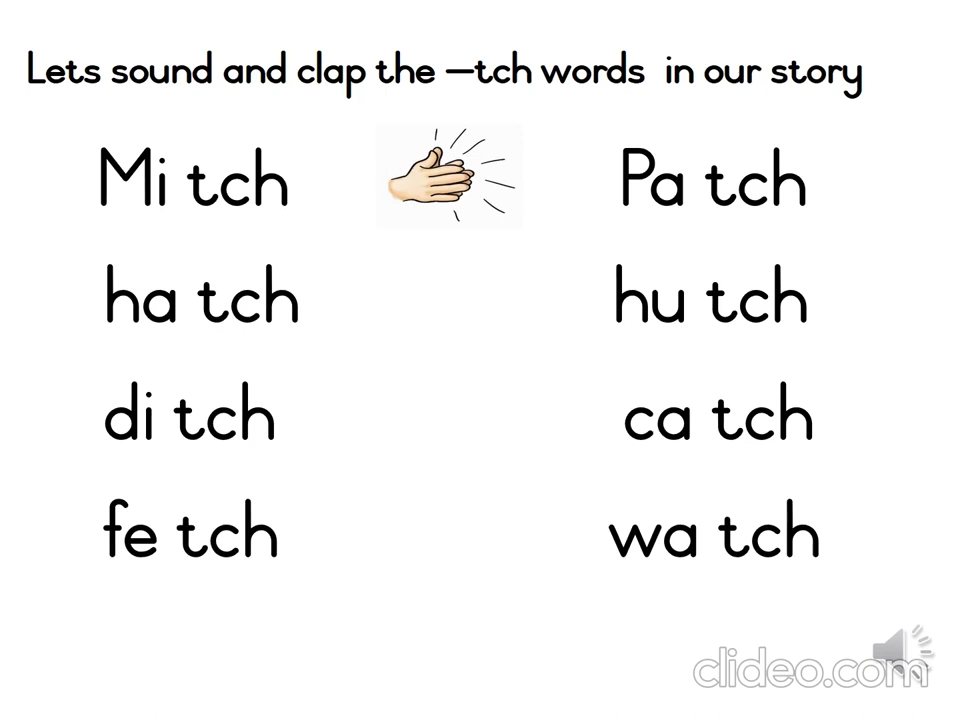 Lets sound and clap the –tch words in our story
Mi tch Pa tch
ha tch hu tch
di tch ca tch
fe tch wa tch
clideo.com